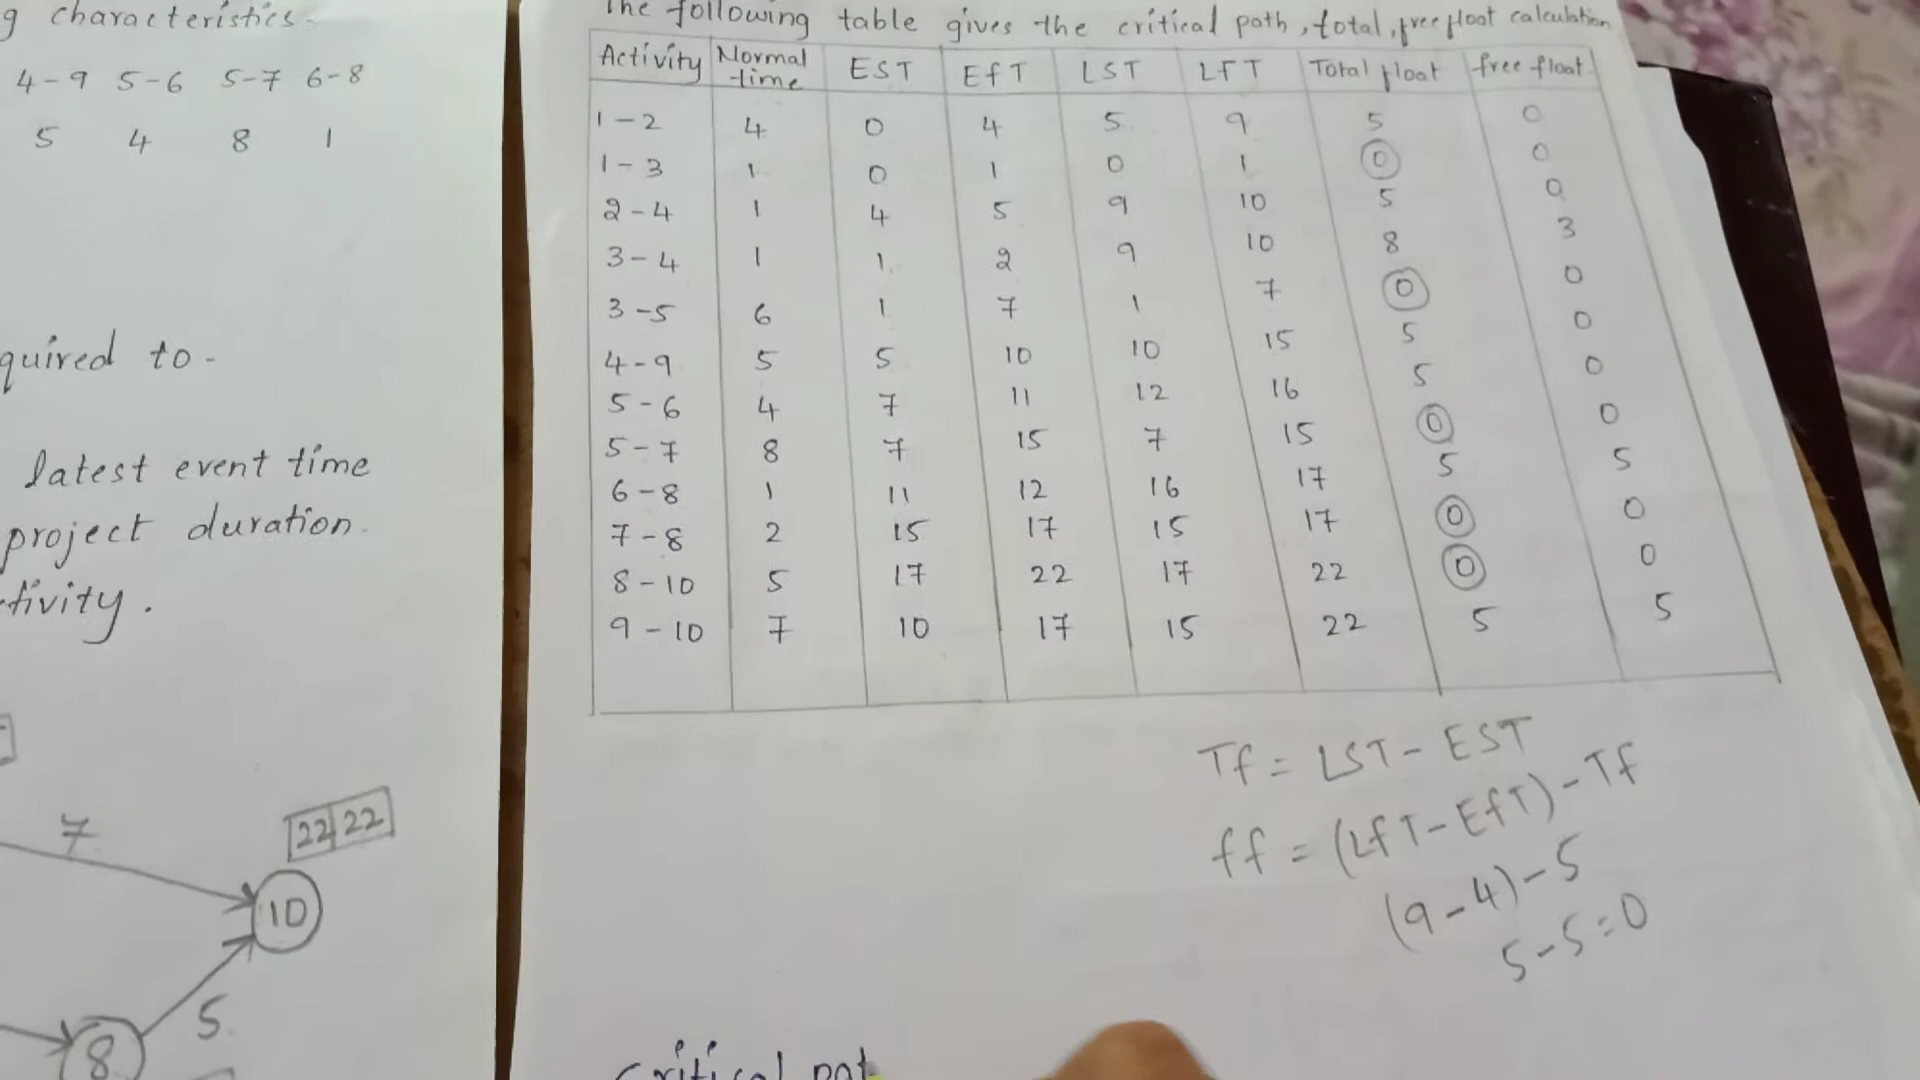 g characteristics.
4-9 5-6 5-7 6-8
5 4 8 1
quired to -
latest event time
project duration.
tivity.
7
22 22
10
5
8
The following table gives the critical path, total, free float calculation
Activity Normal time EST EFT LST LFT Total float free float
1-2 4 0 4 5 9 5 0
1-3 1 0 1 0 1 0 0
2-4 1 4 5 9 10 5 0
3-4 1 1 2 9 10 8 3
3-5 6 1 7 1 7 0 0
4-9 5 5 10 10 15 5 0
5-6 4 7 11 12 16 5 0
5-7 8 7 15 7 15 0 0
6-8 1 11 12 16 17 5 5
7-8 2 15 17 15 17 0 0
8-10 5 17 22 17 22 0 0
9-10 7 10 17 15 22 5 5
Tf = LST - EST
ff = (LfT - EfT) - Tf
(9-4)-5
5-5=0
Critical pat